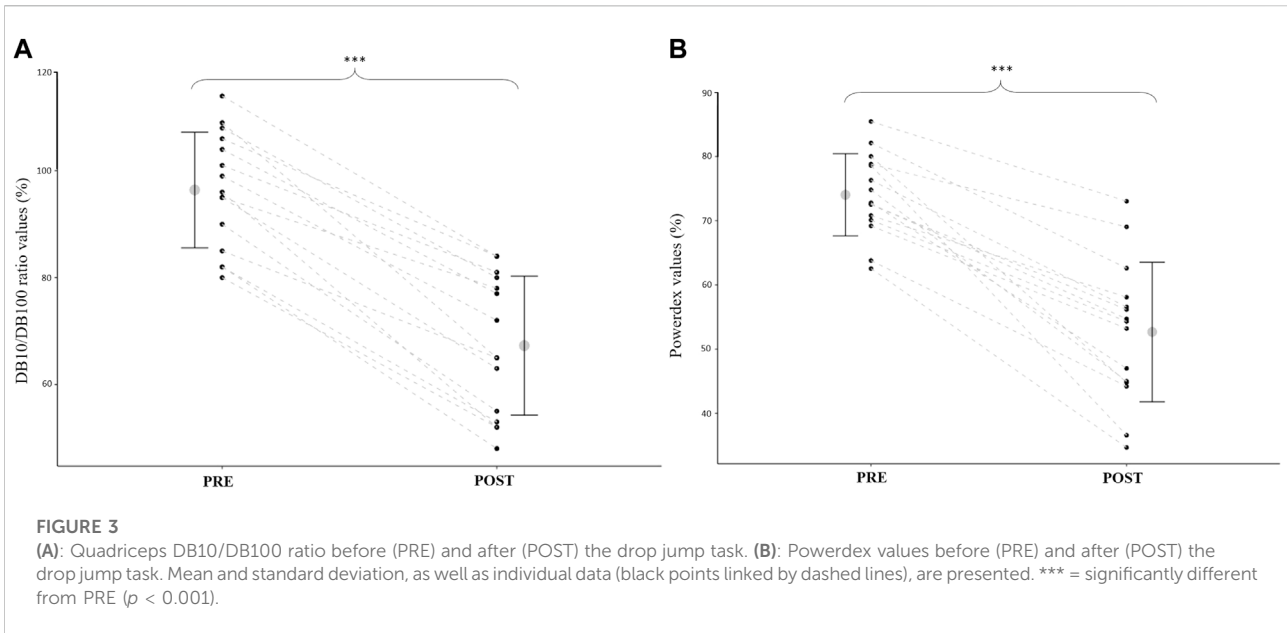 A
***
120
100
80
60
DB10/DB100 ratio values (%)
PRE
POST
B
***
90
80
70
60
50
40
Powerdex values (%)
PRE
POST
FIGURE 3
(A): Quadriceps DB10/DB100 ratio before (PRE) and after (POST) the drop jump task. (B): Powerdex values before (PRE) and after (POST) the
drop jump task. Mean and standard deviation, as well as individual data (black points linked by dashed lines), are presented. *** = significantly different
from PRE (p < 0.001).